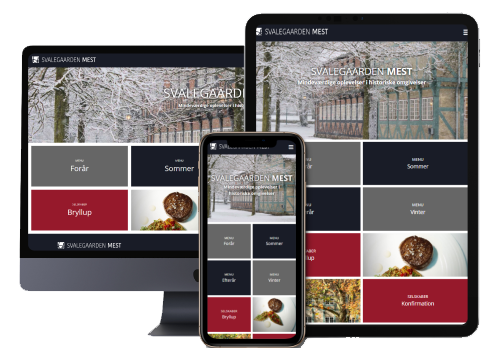 SVALEGAARDEN MEST
SVALEGAARDEN
Mindeværdige oplevelser i
MENU
Forår
MENU
Sommer
SELSKABER
Bryllup
SVALEGAARDEN MEST
SVALEGAARDEN MEST
SVALEGAARDEN MEST
Mindeværdige oplevelser i
historiske omgivelser
MENU
Forår
MENU
Sommer
MENU
Efterår
MENU
Vinter
SELSKABER
Bryllup
SVALEGAARDEN MEST
SVALEGAARDEN MEST
Mindeværdige oplevelser i historiske omgivelser
MENU
Sommer
MENU
Vinter
SELSKABER
Konfirmation